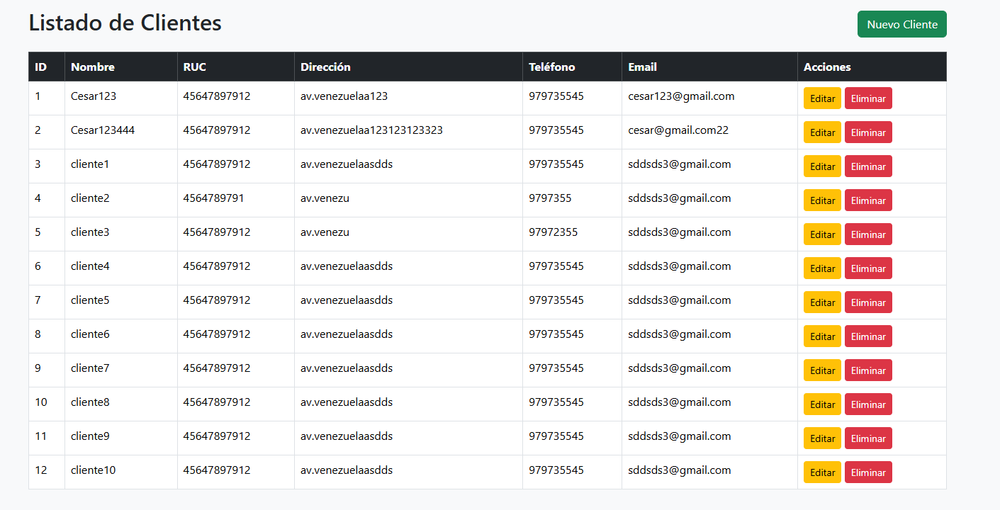 Listado de Clientes
Nuevo Cliente
ID Nombre RUC Dirección Teléfono Email Acciones
1 Cesar123 45647897912 av.venezuelaa123 979735545 cesar123@gmail.com Editar Eliminar
2 Cesar123444 45647897912 av.venezuelaa123123123323 979735545 cesar@gmail.com22 Editar Eliminar
3 cliente1 45647897912 av.venezuelaasdds 979735545 sddsds3@gmail.com Editar Eliminar
4 cliente2 4564789791 av.venezu 9797355 sddsds3@gmail.com Editar Eliminar
5 cliente3 45647897912 av.venezu 97972355 sddsds3@gmail.com Editar Eliminar
6 cliente4 45647897912 av.venezuelaasdds 979735545 sddsds3@gmail.com Editar Eliminar
7 cliente5 45647897912 av.venezuelaasdds 979735545 sddsds3@gmail.com Editar Eliminar
8 cliente6 45647897912 av.venezuelaasdds 979735545 sddsds3@gmail.com Editar Eliminar
9 cliente7 45647897912 av.venezuelaasdds 979735545 sddsds3@gmail.com Editar Eliminar
10 cliente8 45647897912 av.venezuelaasdds 979735545 sddsds3@gmail.com Editar Eliminar
11 cliente9 45647897912 av.venezuelaasdds 979735545 sddsds3@gmail.com Editar Eliminar
12 cliente10 45647897912 av.venezuelaasdds 979735545 sddsds3@gmail.com Editar Eliminar